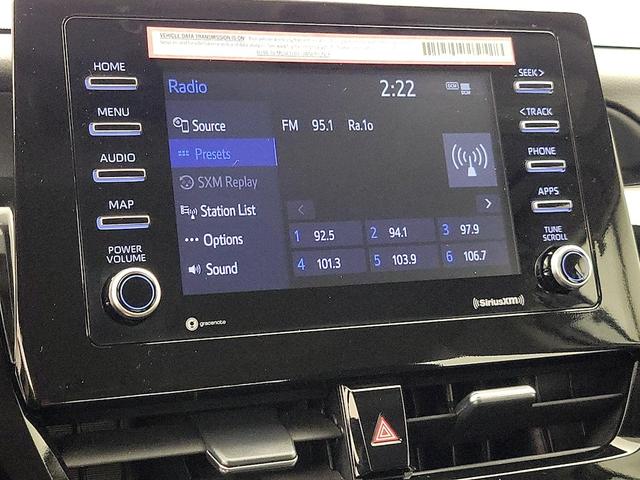 VEHICLE DATA TRANSMISSION IS ON!
HOME
MENU
AUDIO
MAP
POWER
VOLUME
Radio
2:22
DCM
Source
FM 95.1 Ra.1o
Presets
SXM Replay
Station List
Options
Sound
1 92.5
2 94.1
3 97.9
4 101.3
5 103.9
6 106.7
SEEK >
< TRACK
PHONE
APPS
TUNE
SCROLL
gracenote
SiriusXM